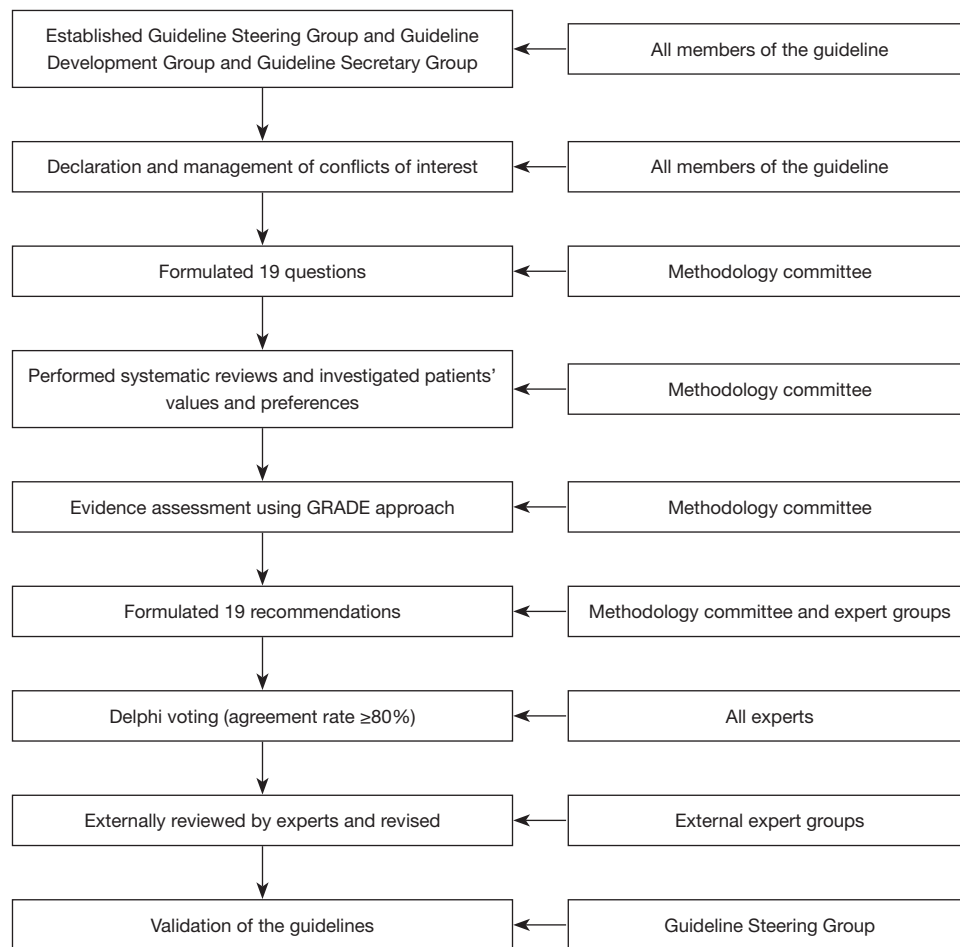 Established Guideline Steering Group and Guideline
Development Group and Guideline Secretary Group
All members of the guideline
Declaration and management of conflicts of interest
All members of the guideline
Formulated 19 questions
Methodology committee
Performed systematic reviews and investigated patients’
values and preferences
Methodology committee
Evidence assessment using GRADE approach
Methodology committee
Formulated 19 recommendations
Methodology committee and expert groups
Delphi voting (agreement rate ≥80%)
All experts
Externally reviewed by experts and revised
External expert groups
Validation of the guidelines
Guideline Steering Group